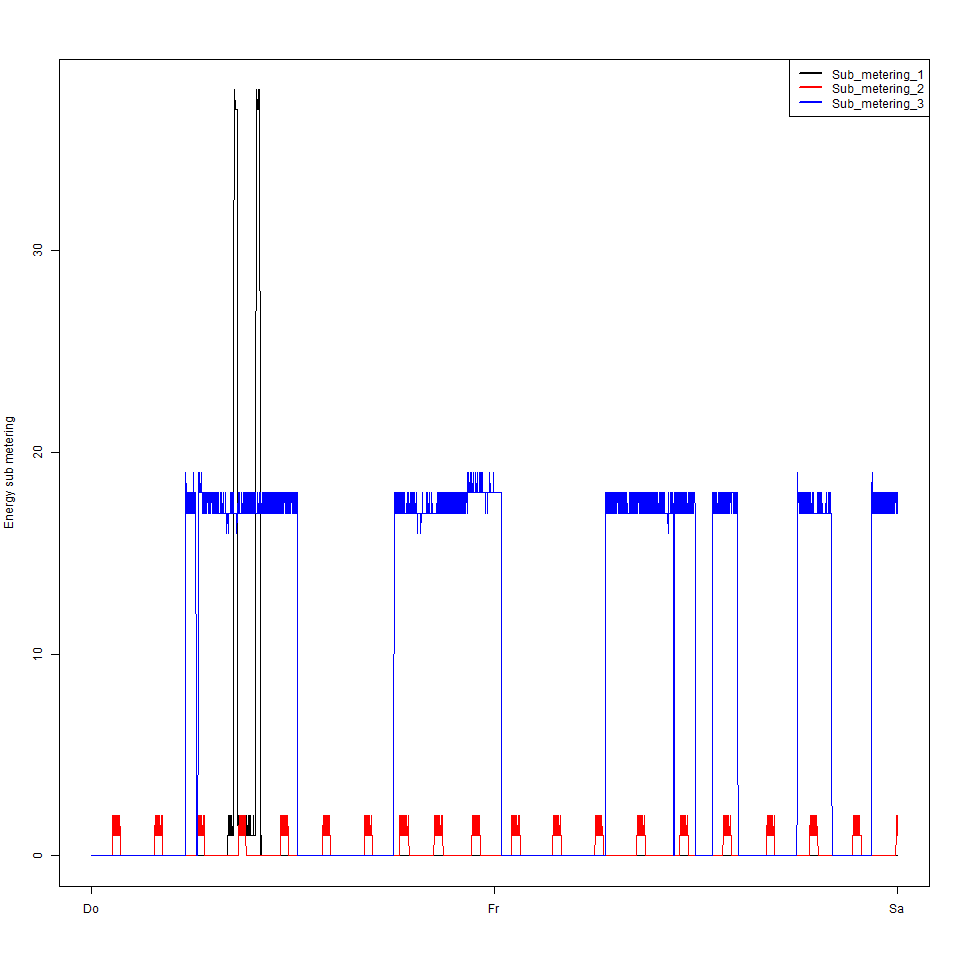 Sub_metering_1
Sub_metering_2
Sub_metering_3
Energy sub metering
30
20
10
0
Do
Fr
Sa